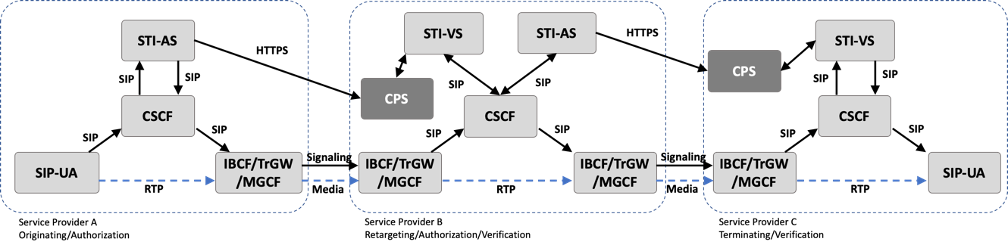 STI-AS
HTTPS
SIP
SIP
CSCF
SIP
SIP
SIP-UA
RTP
IBCF/TrGW
/MGCF
Signaling
Media
Service Provider A
Originating/Authorization
STI-VS
STI-AS
HTTPS
CPS
SIP
SIP
CSCF
SIP
SIP
IBCF/TrGW
/MGCF
RTP
IBCF/TrGW
/MGCF
Signaling
Media
Service Provider B
Retargeting/Authorization/Verification
STI-VS
CPS
SIP
SIP
CSCF
SIP
SIP
IBCF/TrGW
/MGCF
RTP
SIP-UA
Service Provider C
Terminating/Verification